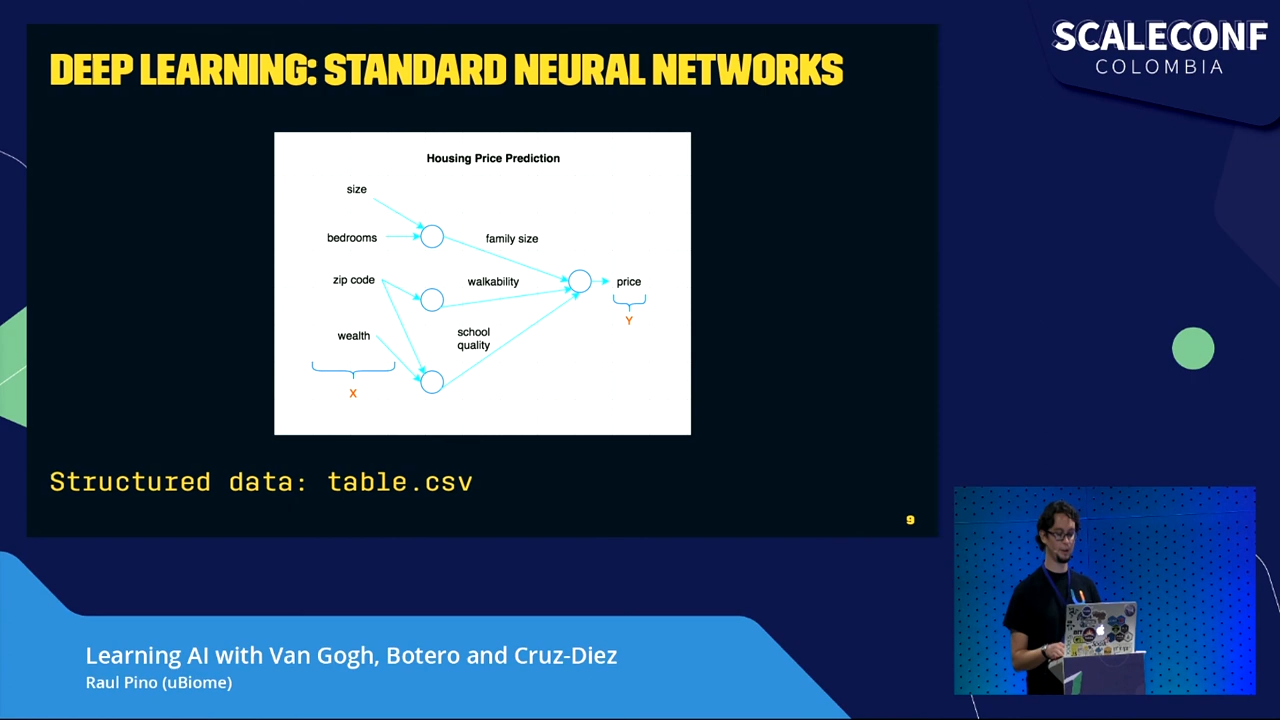 SCALECONF
COLOMBIA
DEEP LEARNING: STANDARD NEURAL NETWORKS
Housing Price Prediction
size
bedrooms
family size
zip code
walkability
price
Y
wealth
school
quality
X
Structured data: table.csv
9
Learning AI with Van Gogh, Botero and Cruz-Diez
Raul Pino (uBiome)